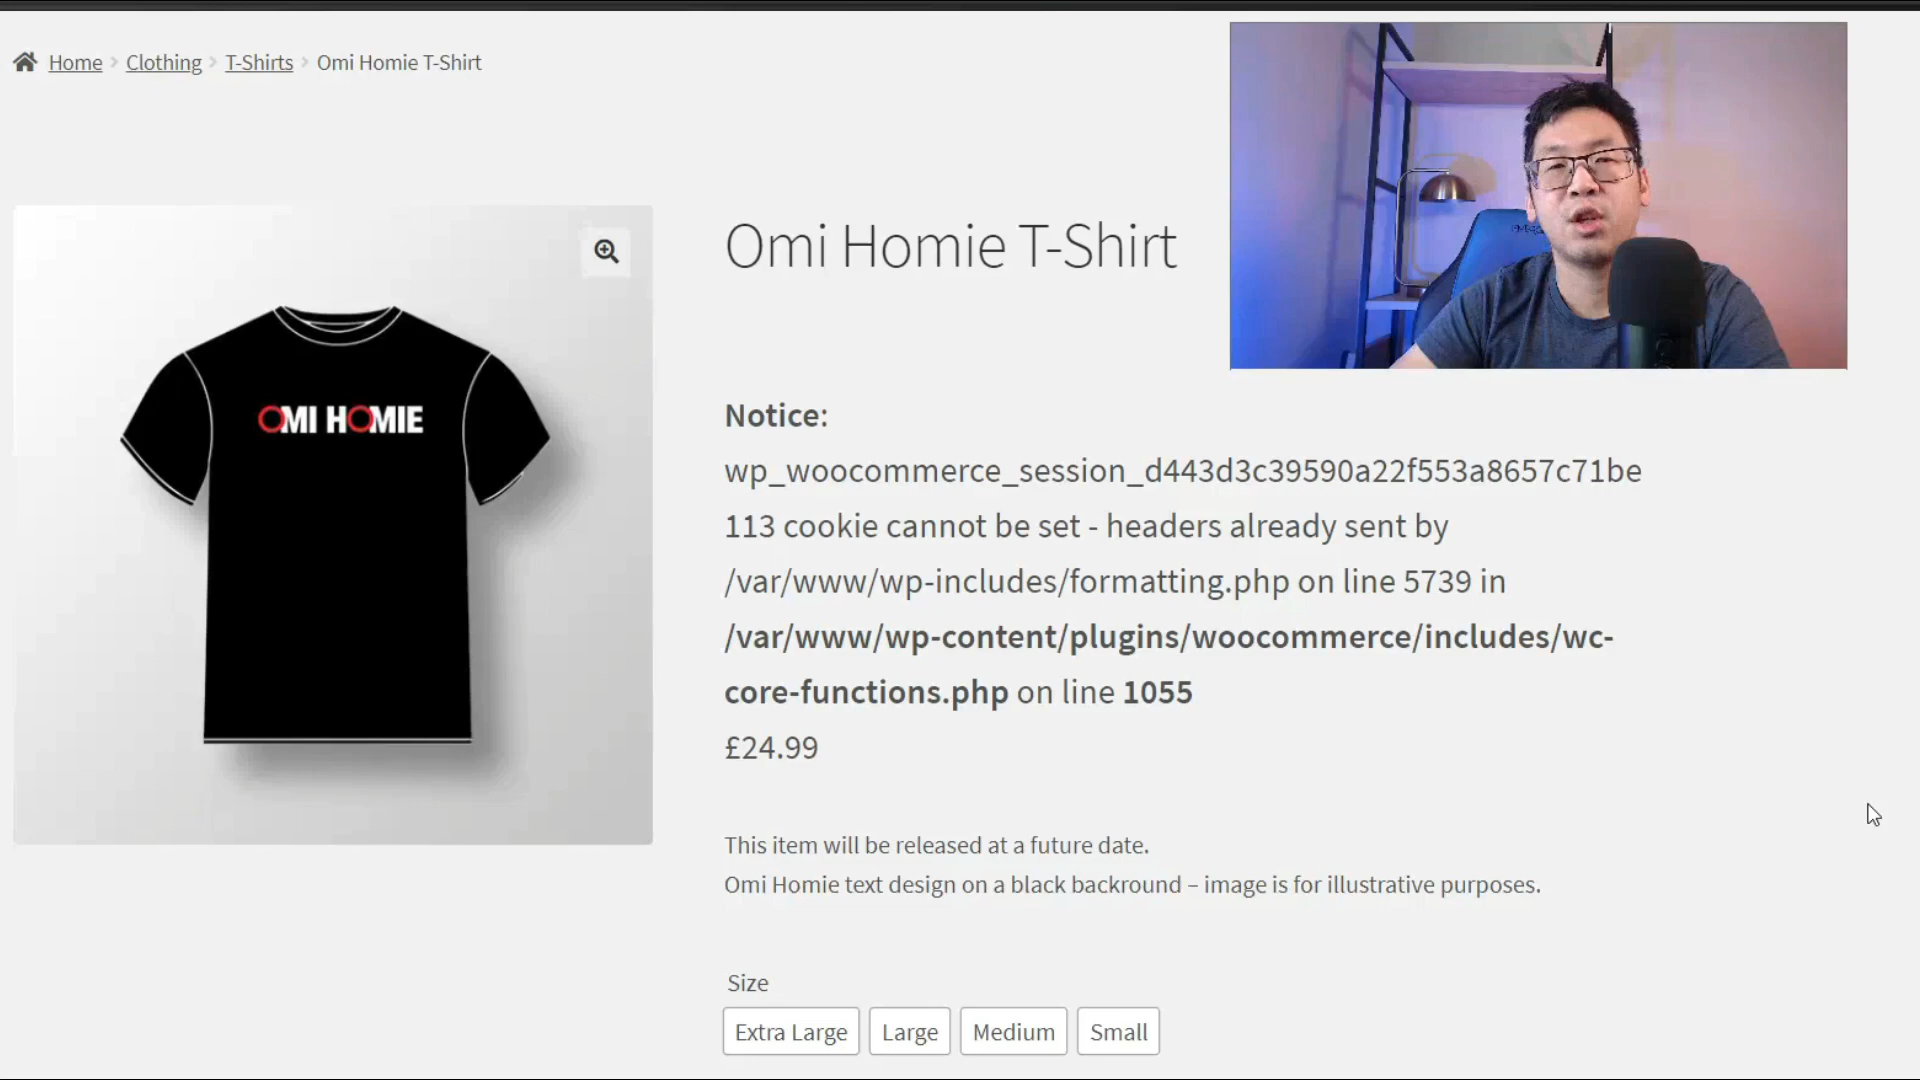 Home > Clothing > T-Shirts > Omi Homie T-Shirt
OMI HOMIE
Omi Homie T-Shirt
Notice:
wp_woocommerce_session_d443d3c39590a22f553a8657c71be
113 cookie cannot be set - headers already sent by
/var/www/wp-includes/formatting.php on line 5739 in
/var/www/wp-content/plugins/woocommerce/includes/wc-
core-functions.php on line 1055
£24.99
This item will be released at a future date.
Omi Homie text design on a black backround – image is for illustrative purposes.
Size
Extra Large Large Medium Small